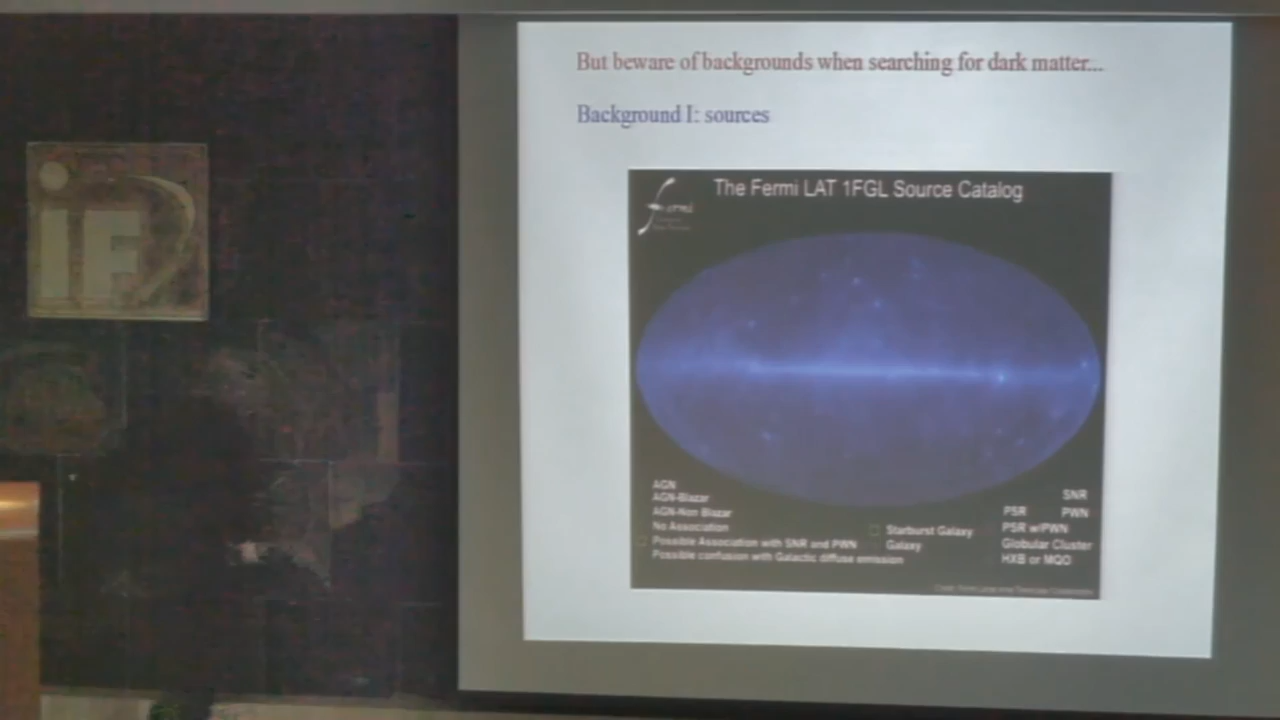 But beware of backgrounds when searching for dark matter...
Background I: sources
iF
fermi
The Fermi LAT 1FGL Source Catalog
AGN
AGN-Blazar
AGN-Non Blazar
No Association
Possible Association with SNR and PWN
Possible confusion with Galactic diffuse emission
Starburst Galaxy
Galaxy
SNR
PSR PWN
PSR w/PWN
Globular Cluster
HXB or MQO